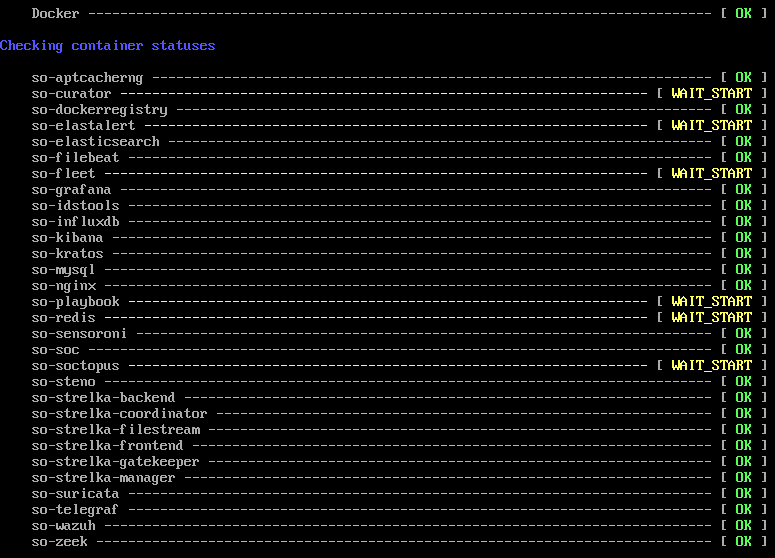 Docker --------------------------------------------------------------------------- [ OK ]
Checking container statuses
so-aptcacherng ---------------------------------------------------------------------- [ OK ]
so-curator ------------------------------------------------------------------ [ WAIT_START ]
so-dockerregistry ------------------------------------------------------------------- [ OK ]
so-elastalert --------------------------------------------------------------- [ WAIT_START ]
so-elasticsearch -------------------------------------------------------------------- [ OK ]
so-filebeat ------------------------------------------------------------------------- [ OK ]
so-fleet -------------------------------------------------------------------- [ WAIT_START ]
so-grafana -------------------------------------------------------------------------- [ OK ]
so-idstools ------------------------------------------------------------------------- [ OK ]
so-influxdb ------------------------------------------------------------------------- [ OK ]
so-kibana --------------------------------------------------------------------------- [ OK ]
so-kratos --------------------------------------------------------------------------- [ OK ]
so-mysql ---------------------------------------------------------------------------- [ OK ]
so-nginx ---------------------------------------------------------------------------- [ OK ]
so-playbook ----------------------------------------------------------------- [ WAIT_START ]
so-redis -------------------------------------------------------------------- [ WAIT_START ]
so-sensoroni ------------------------------------------------------------------------ [ OK ]
so-soc ------------------------------------------------------------------------------ [ OK ]
so-soctopus ----------------------------------------------------------------- [ WAIT_START ]
so-steno ---------------------------------------------------------------------------- [ OK ]
so-strelka-backend ------------------------------------------------------------------ [ OK ]
so-strelka-coordinator -------------------------------------------------------------- [ OK ]
so-strelka-filestream --------------------------------------------------------------- [ OK ]
so-strelka-frontend ----------------------------------------------------------------- [ OK ]
so-strelka-gatekeeper --------------------------------------------------------------- [ OK ]
so-strelka-manager ------------------------------------------------------------------ [ OK ]
so-suricata ------------------------------------------------------------------------- [ OK ]
so-telegraf ------------------------------------------------------------------------- [ OK ]
so-wazuh ---------------------------------------------------------------------------- [ OK ]
so-zeek ----------------------------------------------------------------------------- [ OK ]